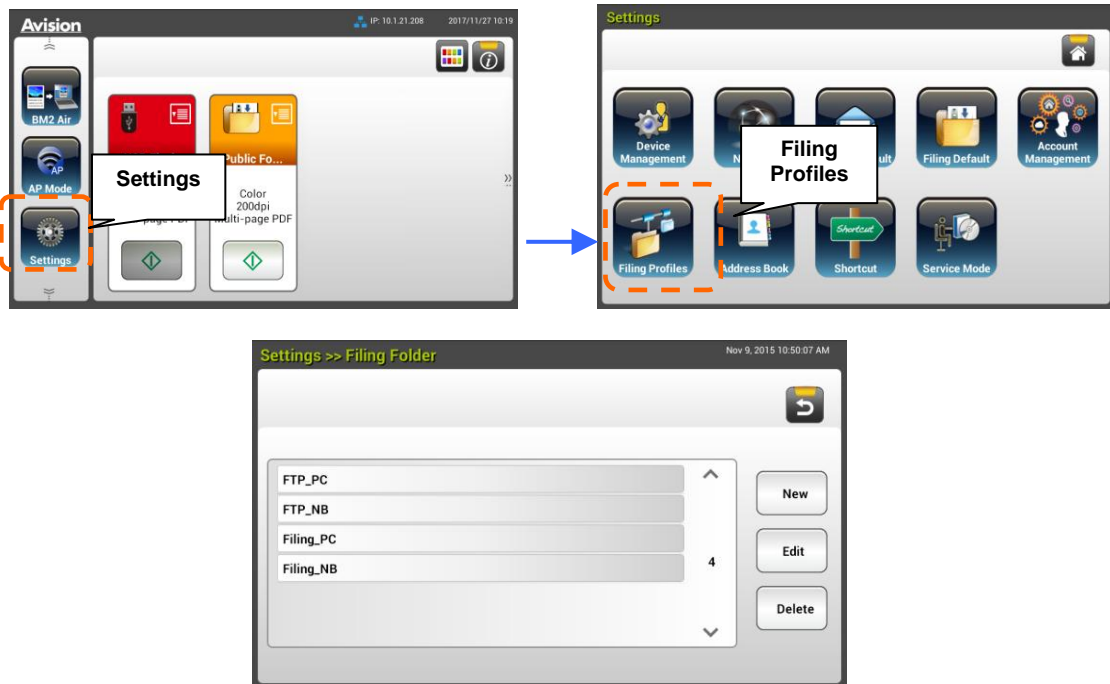 Avision
IP: 10.1.21.208
2017/11/27 10:19
BM2 Air
AP
AP Mode
Settings
Settings
Public Fo...
Color
200dpi
Multi-page PDF
Settings
Device
Management
Filing Default
Account
Management
Filing
Profiles
Filing Profiles
Address Book
Shortcut
Shortcut
Service Mode
Settings >> Filing Folder
Nov 9, 2015 10:50:07 AM
FTP_PC
FTP_NB
Filing_PC
Filing_NB
4
New
Edit
Delete